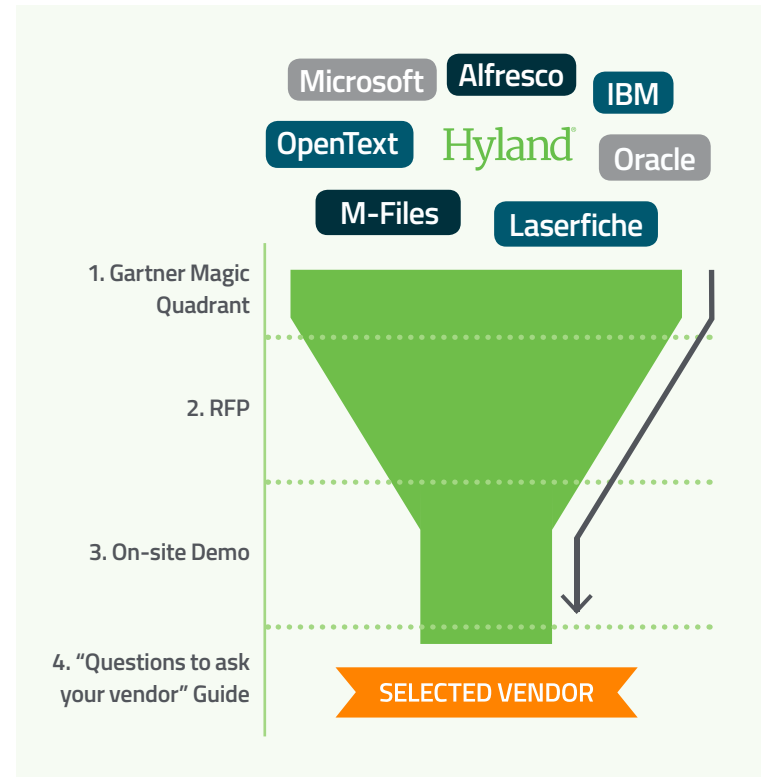 Microsoft
Alfresco
IBM
OpenText
Hyland®
Oracle
M-Files
Laserfiche
1. Gartner Magic
Quadrant
2. RFP
3. On-site Demo
4. “Questions to ask
your vendor” Guide
SELECTED VENDOR